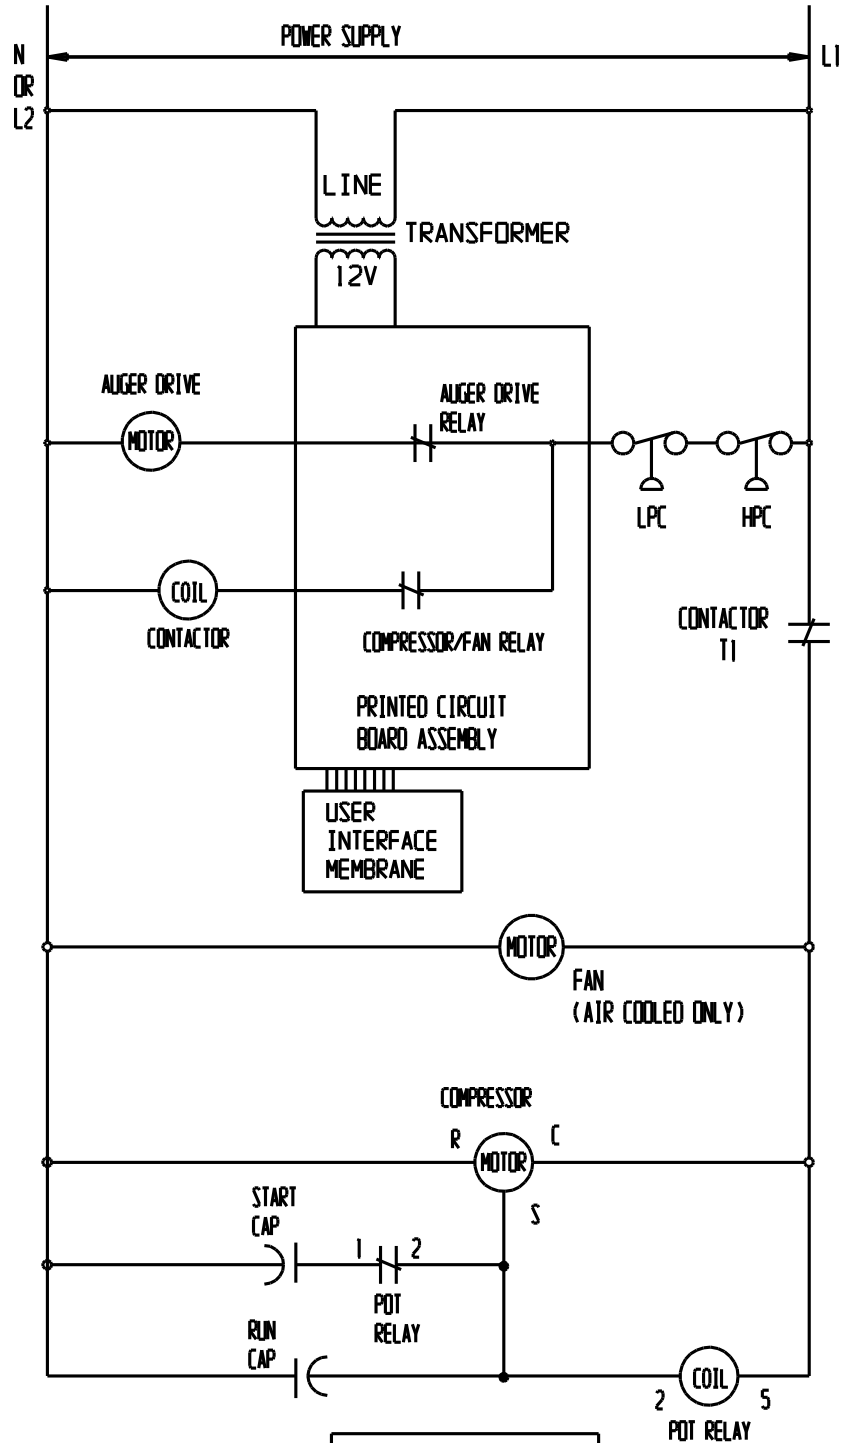 POWER SUPPLY
N
OR
L2
L1
LINE
TRANSFORMER
12V
AUGER DRIVE
MOTOR
AUGER DRIVE
RELAY
LPC
HPC
COIL
CONTACTOR
COMPRESSOR/FAN RELAY
CONTACTOR
T1
PRINTED CIRCUIT
BOARD ASSEMBLY
USER
INTERFACE
MEMBRANE
MOTOR
FAN
(AIR COOLED ONLY)
COMPRESSOR
R
C
MOTOR
S
START
CAP
1
2
POT
RELAY
RUN
CAP
COIL
2
5
POT RELAY